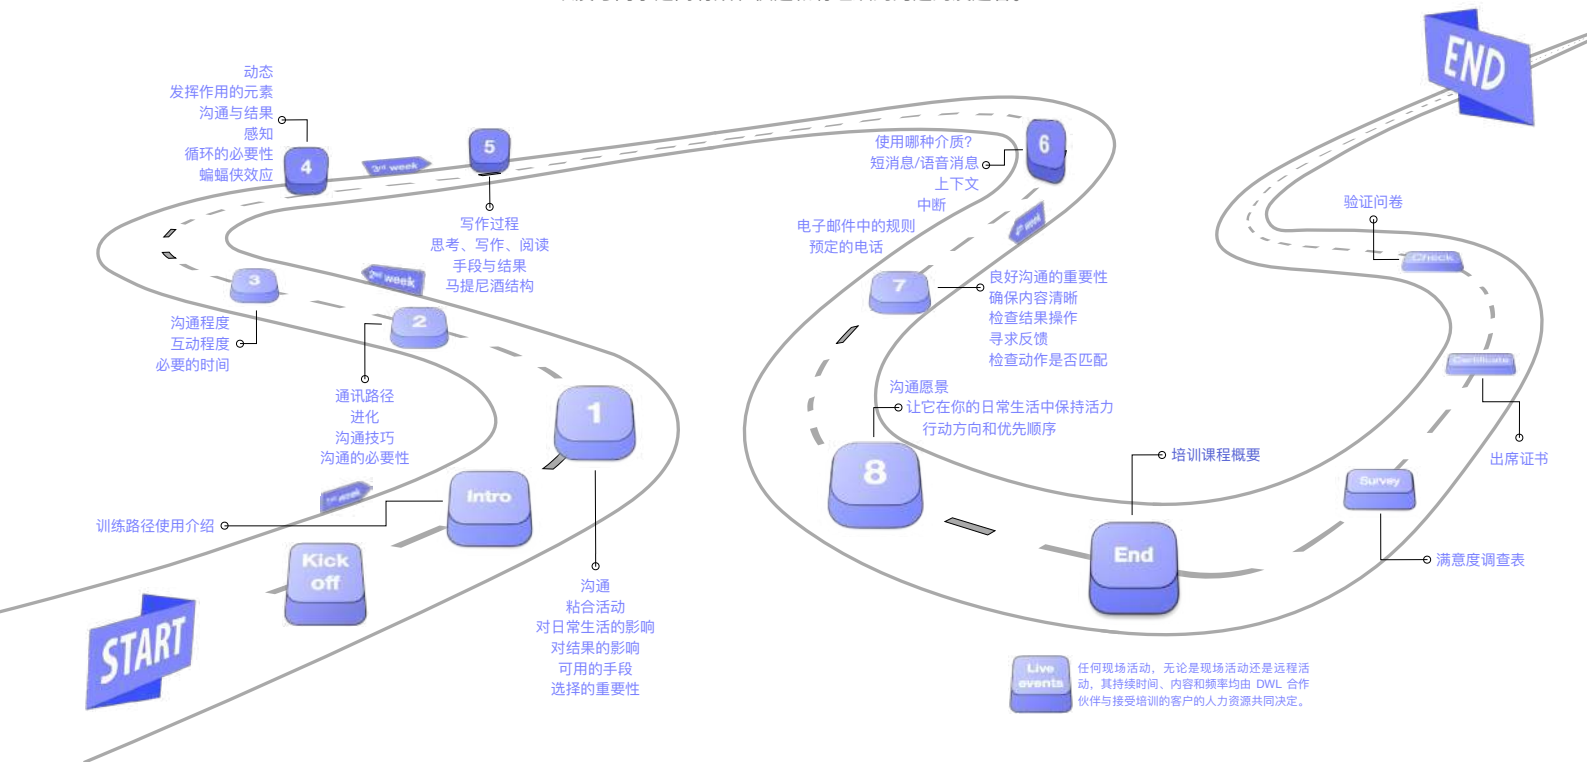 START
Kick
off
训练路径使用介绍
Intro
1st week
1
沟通
粘合活动
对日常生活的影响
对结果的影响
可用的手段
选择的重要性
2
通讯路径
进化
沟通技巧
沟通的必要性
2nd week
3
沟通程度
互动程度
必要的时间
动态
发挥作用的元素
沟通与结果
感知
循环的必要性
蝙蝠侠效应
4
3rd week
5
写作过程
思考、写作、阅读
手段与结果
马提尼酒结构
6
使用哪种介质?
短消息/语音消息
上下文
中断
电子邮件中的规则
预定的电话
4th week
7
良好沟通的重要性
确保内容清晰
检查结果操作
寻求反馈
检查动作是否匹配
沟通愿景
让它在你的日常生活中保持活力
行动方向和优先顺序
8
培训课程概要
End
Survey
满意度调查表
Certificate
出席证书
验证问卷
Check
END
Live
events
任何现场活动，无论是现场活动还是远程活
动，其持续时间、内容和频率均由 DWL 合作
伙伴与接受培训的客户的人力资源共同决定。